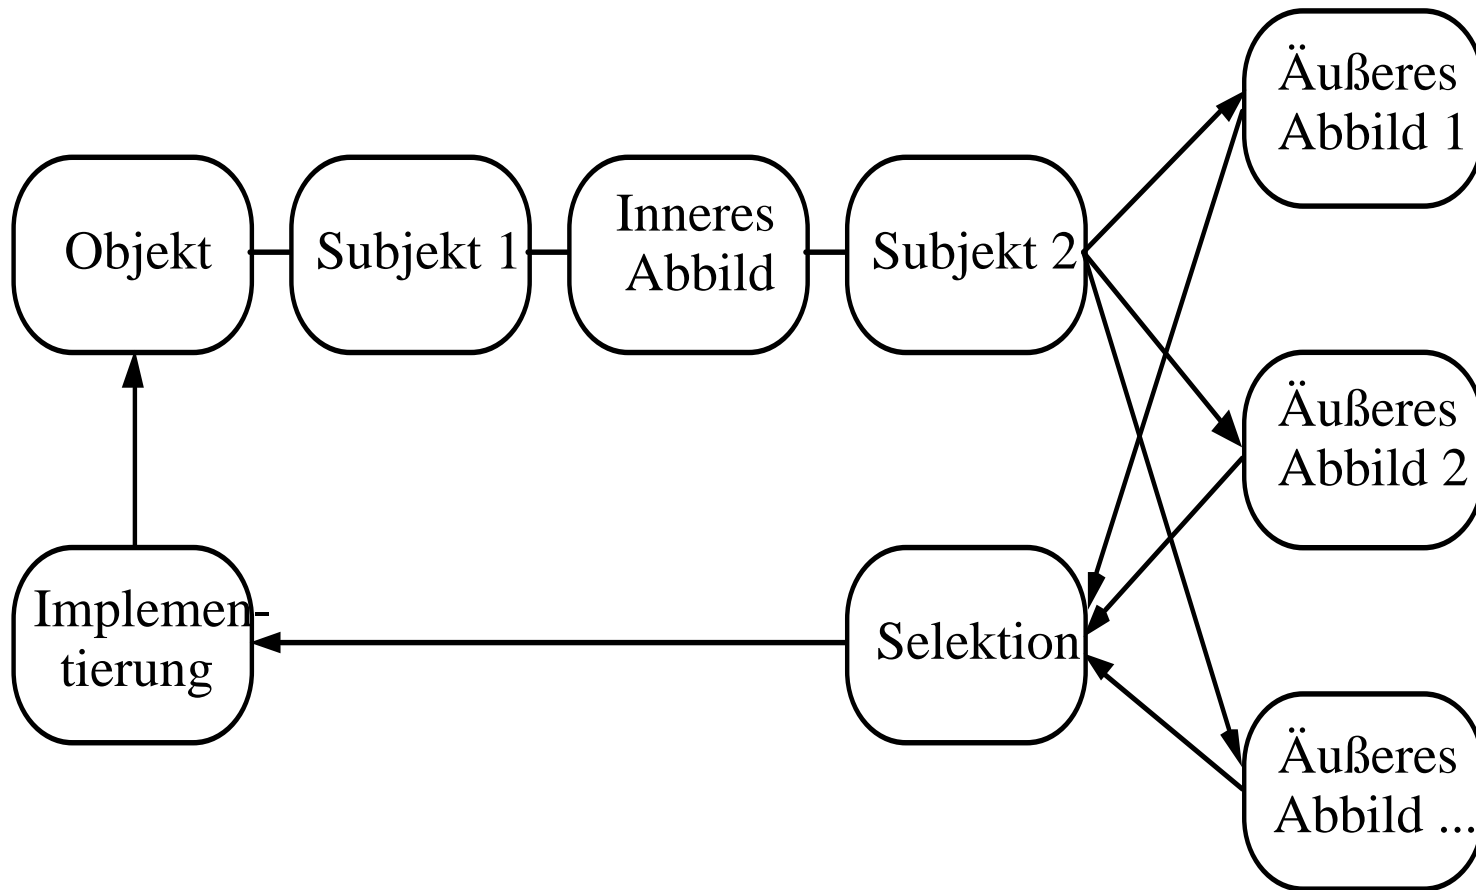 Äußeres
Abbild 1
Objekt
Subjekt 1
Inneres
Abbild
Subjekt 2
Äußeres
Abbild 2
Implemen-
tierung
Selektion
Äußeres
Abbild ...